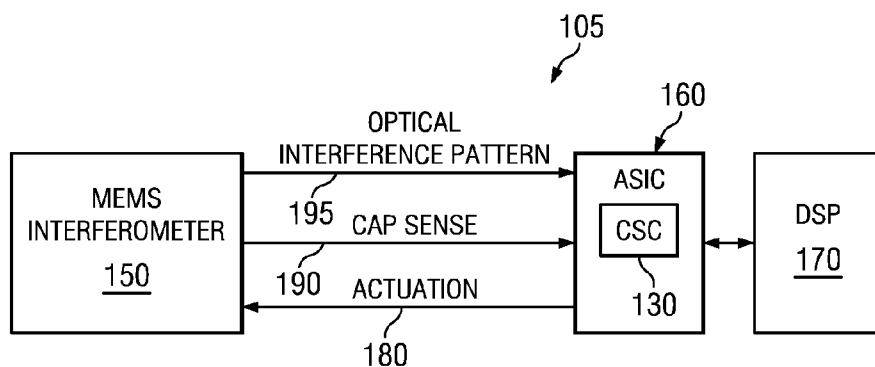 105
OPTICAL
INTERFERENCE PATTERN
160
MEMS
INTERFEROMETER
150
195
CAP SENSE
190
ACTUATION
180
ASIC
CSC
130
DSP
170